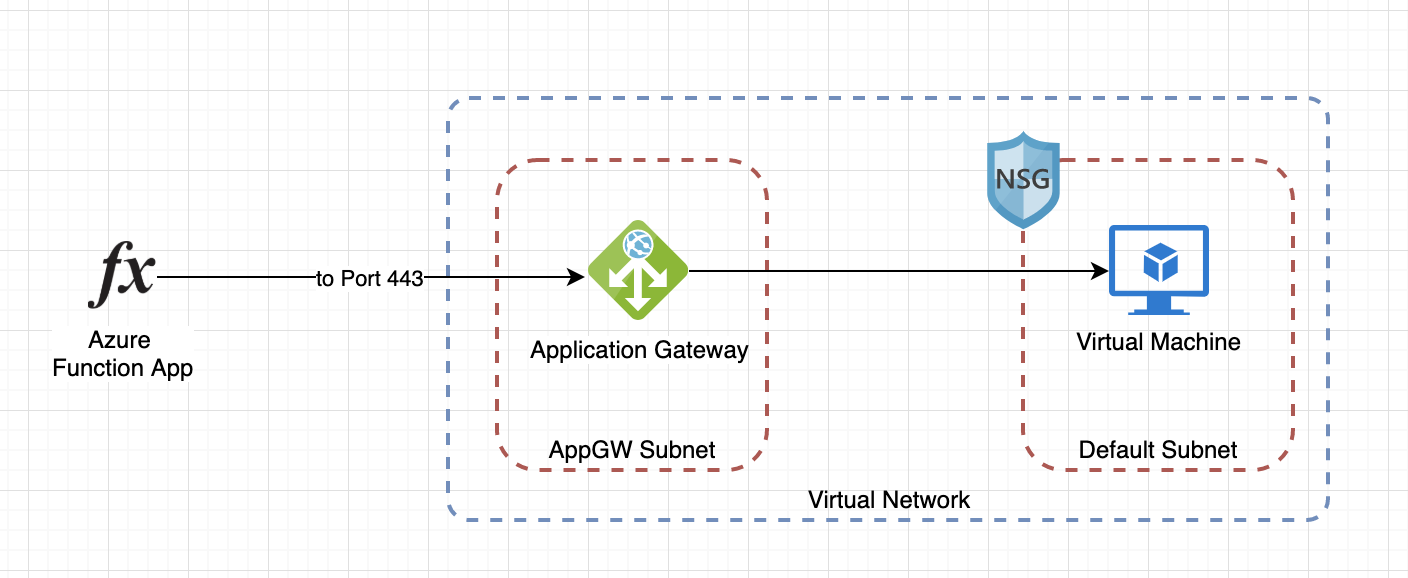 NSG
fx
to Port 443
Azure
Function App
Application Gateway
Virtual Machine
AppGW Subnet
Default Subnet
Virtual Network